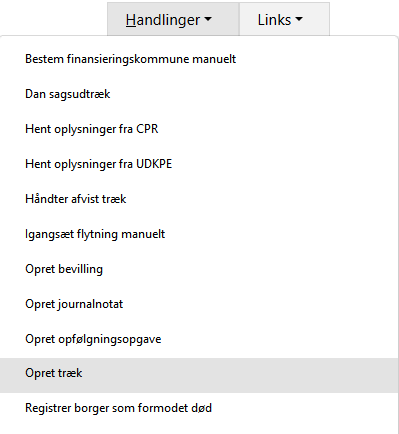 Handlinger Links
Bestem finansieringskommune manuelt
Dan sagsudtræk
Hent oplysninger fra CPR
Hent oplysninger fra UDKPE
Håndter afvist træk
Igangsæt flytning manuelt
Opret bevilling
Opret journalnotat
Opret opfølgningsopgave
Opret træk
Registrer borger som formodet død